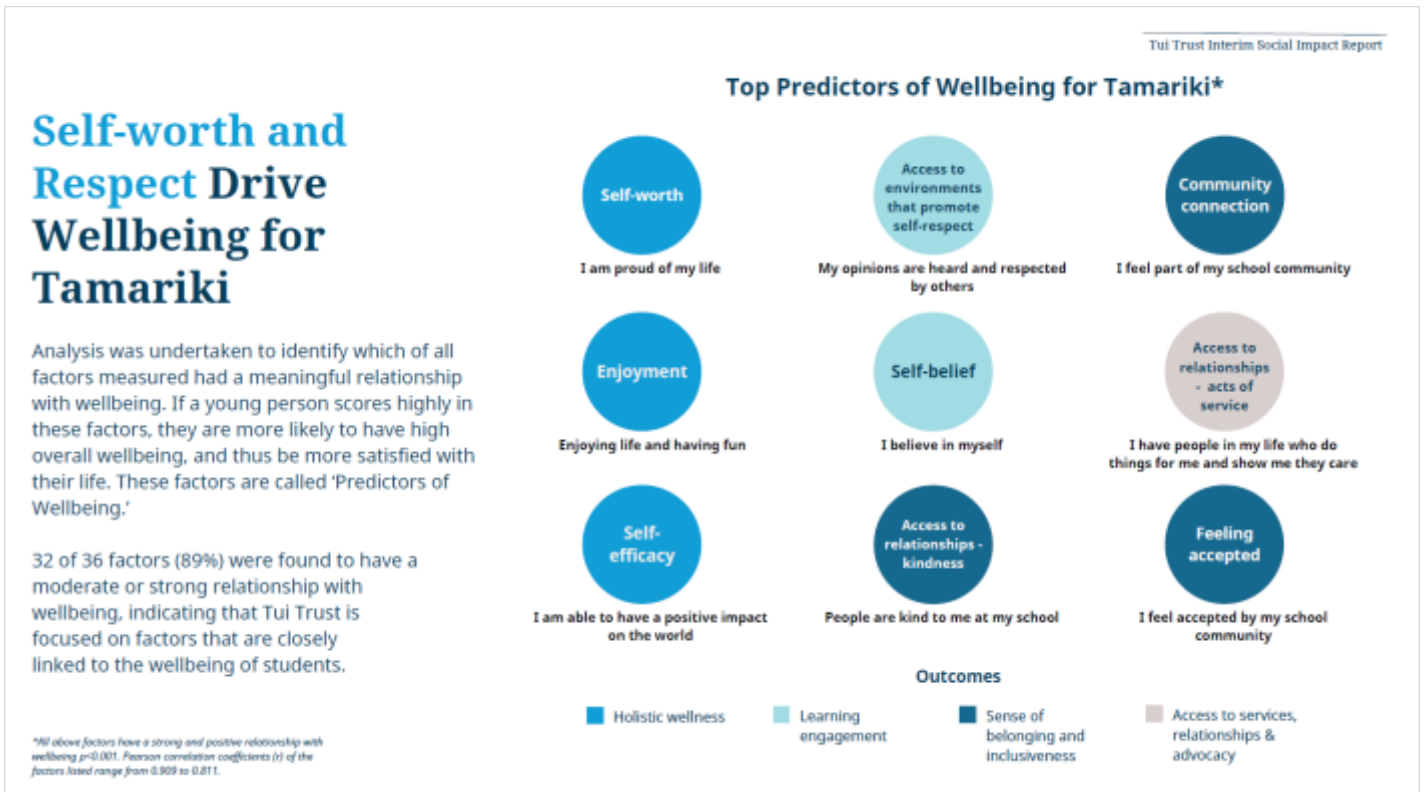 Tui Trust Interim Social Impact Report
Self-worth and
Respect Drive
Wellbeing for
Tamariki
Analysis was undertaken to identify which of all
factors measured had a meaningful relationship
with wellbeing. If a young person scores highly in
these factors, they are more likely to have high
overall wellbeing, and thus be more satisfied with
their life. These factors are called ‘Predictors of
Wellbeing.’
32 of 36 factors (89%) were found to have a
moderate or strong relationship with
wellbeing, indicating that Tui Trust is
focused on factors that are closely
linked to the wellbeing of students.
*All above factors have a strong and positive relationship with
wellbeing p<0.001. Pearson correlation coefficients (r) of the
factors listed range from 0.909 to 0.811.
Top Predictors of Wellbeing for Tamariki*
Self-worth
I am proud of my life
Access to
environments
that promote
self-respect
My opinions are heard and respected
by others
Community
connection
I feel part of my school community
Enjoyment
Enjoying life and having fun
Self-belief
I believe in myself
Access to
relationships
- acts of
service
I have people in my life who do
things for me and show me they care
Self-
efficacy
I am able to have a positive impact
on the world
Access to
relationships -
kindness
People are kind to me at my school
Feeling
accepted
I feel accepted by my school
community
Outcomes
Holistic wellness
Learning
engagement
Sense of
belonging and
inclusiveness
Access to services,
relationships &
advocacy